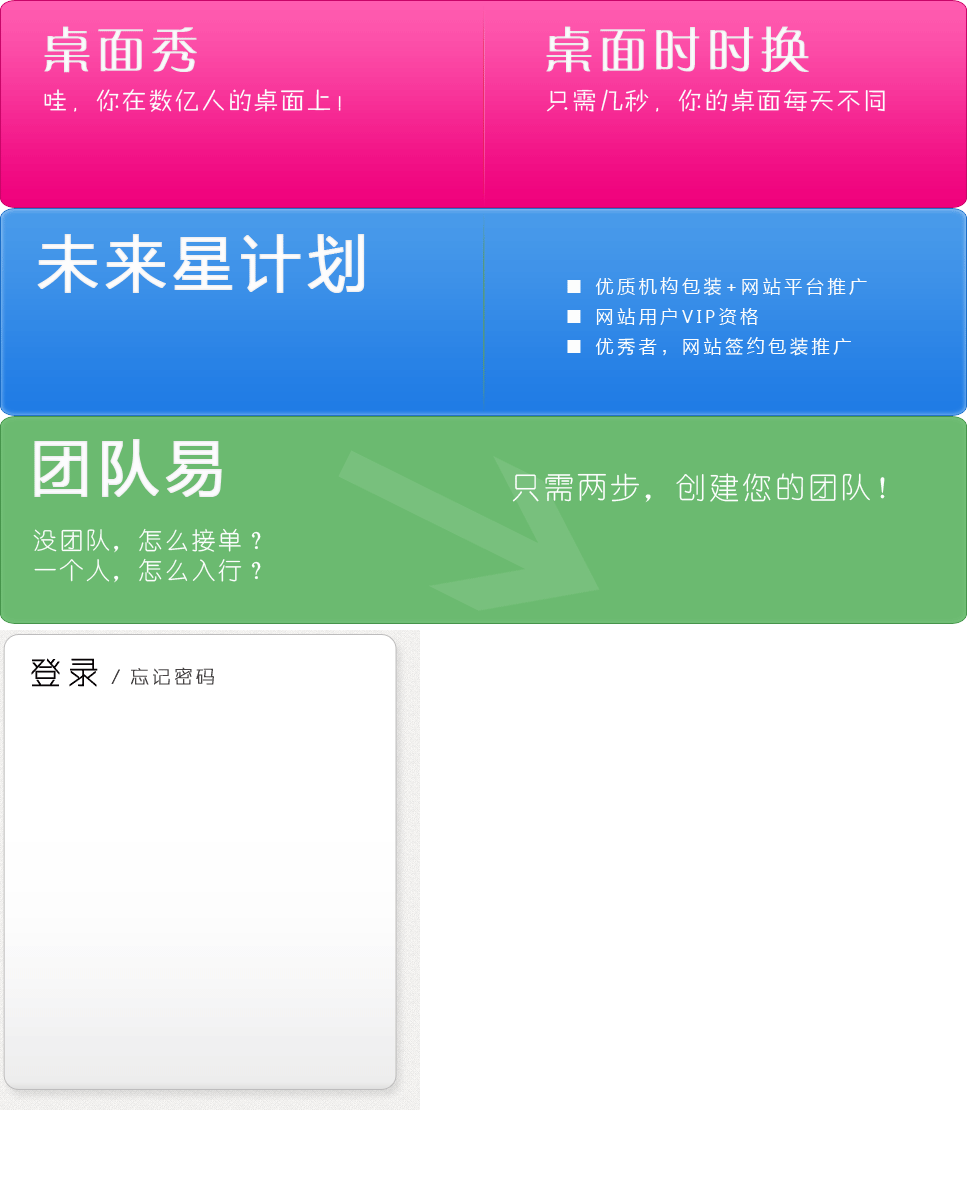 桌面秀
哇，你在数亿人的桌面上！
桌面时时换
只需几秒，你的桌面每天不同
未来星计划
■ 优质机构包装+网站平台推广
■ 网站用户VIP资格
■ 优秀者，网站签约包装推广
团队易
没团队，怎么接单？
一个人，怎么入行？
只需两步，创建您的团队！
登录 / 忘记密码